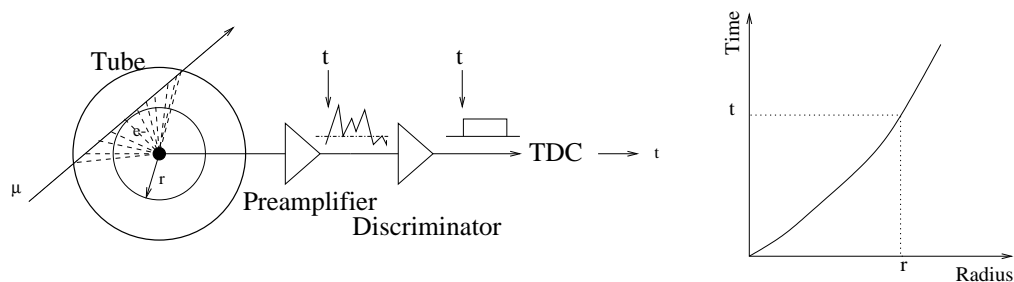 Tube
t
t
e
μ
r
TDC
t
Preamplifier
Discriminator
Time
t
r
Radius